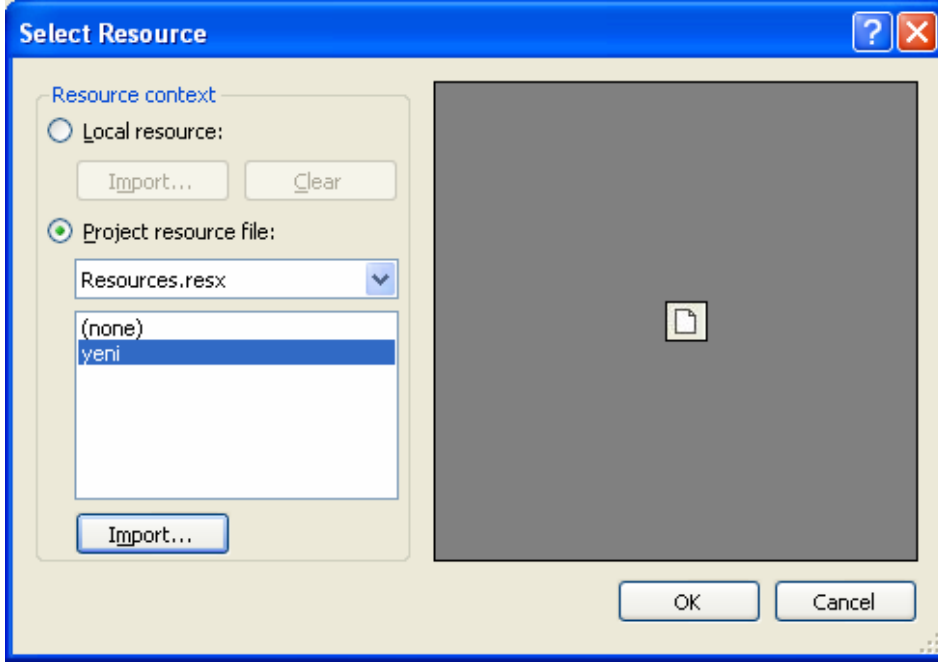 Select Resource
Resource context
Local resource:
Import... Clear
Project resource file:
Resources.resx
(none)
yeni
Import...
OK Cancel